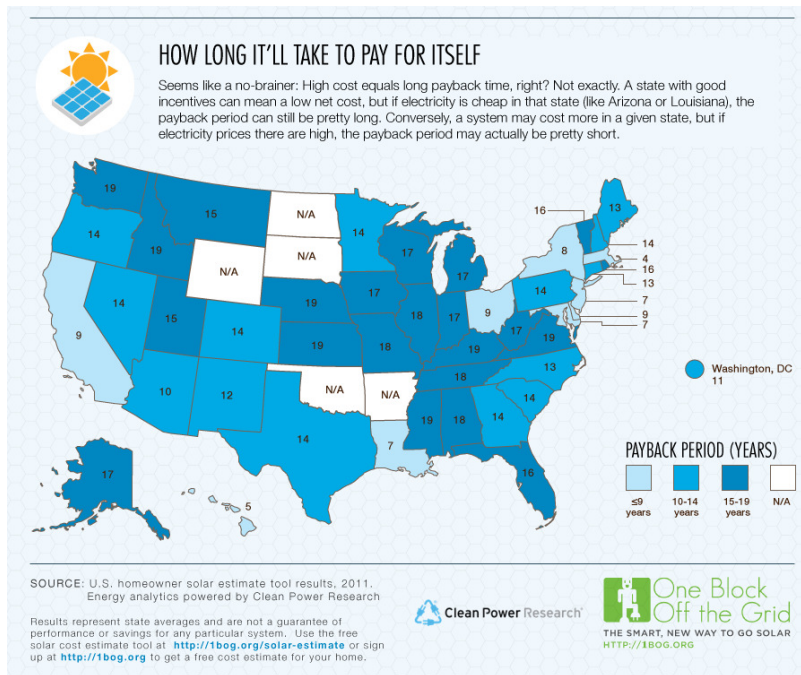 HOW LONG IT'LL TAKE TO PAY FOR ITSELF
Seems like a no-brainer: High cost equals long payback time, right? Not exactly. A state with good
incentives can mean a low net cost, but if electricity is cheap in that state (like Arizona or Louisiana), the
payback period can still be pretty long. Conversely, a system may cost more in a given state, but if
electricity prices there are high, the payback period may actually be pretty short.
19
15
N/A
14
13
16
14
19
N/A
17
17
8
14
4
16
13
N/A
9
14
15
14
19
17
18
17
9
14
7
9
7
17
19
19
18
19
13
Washington, DC
11
10
12
N/A
N/A
18
14
14
14
7
19
18
16
17
5
PAYBACK PERIOD (YEARS)
≤9
years
10-14
years
15-19
years
N/A
SOURCE: U.S. homeowner solar estimate tool results, 2011.
Energy analytics powered by Clean Power Research
Results represent state averages and are not a guarantee of
performance or savings for any particular system. Use the free
solar cost estimate tool at http://1bog.org/solar-estimate or sign
up at http://1bog.org to get a free cost estimate for your home.
Clean Power Research
One Block
Off the Grid
THE SMART, NEW WAY TO GO SOLAR
HTTP://1BOG.ORG